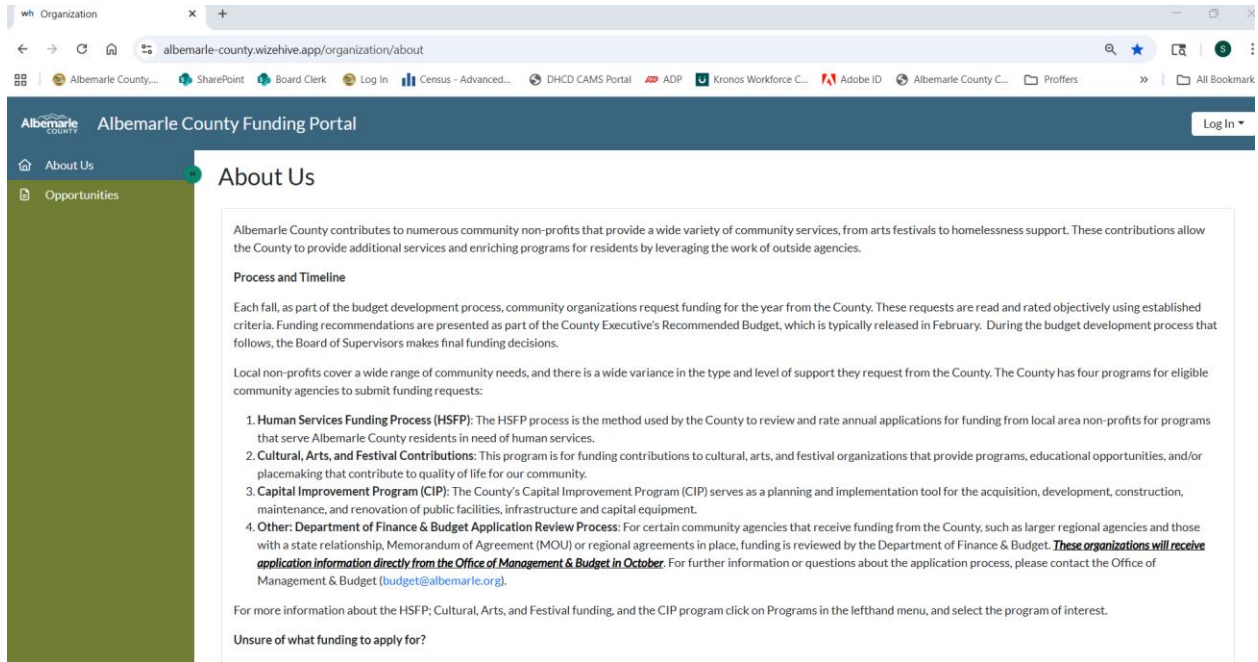 wh Organization
albemarle-county.wizehive.app/organization/about
Albemarle County,... SharePoint Board Clerk Log In Census - Advanced... DHCD CAMS Portal ADP Kronos Workforce C... Adobe ID Albemarle County C... Proffers » All Bookmark
Albemarle COUNTY Albemarle County Funding Portal Log In
About Us
Opportunities
About Us
Albemarle County contributes to numerous community non-profits that provide a wide variety of community services, from arts festivals to homelessness support. These contributions allow
the County to provide additional services and enriching programs for residents by leveraging the work of outside agencies.
Process and Timeline
Each fall, as part of the budget development process, community organizations request funding for the year from the County. These requests are read and rated objectively using established
criteria. Funding recommendations are presented as part of the County Executive's Recommended Budget, which is typically released in February. During the budget development process that
follows, the Board of Supervisors makes final funding decisions.
Local non-profits cover a wide range of community needs, and there is a wide variance in the type and level of support they request from the County. The County has four programs for eligible
community agencies to submit funding requests:
1. Human Services Funding Process (HSFP): The HSFP process is the method used by the County to review and rate annual applications for funding from local area non-profits for programs
that serve Albemarle County residents in need of human services.
2. Cultural, Arts, and Festival Contributions: This program is for funding contributions to cultural, arts, and festival organizations that provide programs, educational opportunities, and/or
placemaking that contribute to quality of life for our community.
3. Capital Improvement Program (CIP): The County's Capital Improvement Program (CIP) serves as a planning and implementation tool for the acquisition, development, construction,
maintenance, and renovation of public facilities, infrastructure and capital equipment.
4. Other: Department of Finance & Budget Application Review Process: For certain community agencies that receive funding from the County, such as larger regional agencies and those
with a state relationship, Memorandum of Agreement (MOU) or regional agreements in place, funding is reviewed by the Department of Finance & Budget. These organizations will receive
application information directly from the Office of Management & Budget in October. For further information or questions about the application process, please contact the Office of
Management & Budget (budget@albemarle.org).
For more information about the HSFP; Cultural, Arts, and Festival funding, and the CIP program click on Programs in the lefthand menu, and select the program of interest.
Unsure of what funding to apply for?